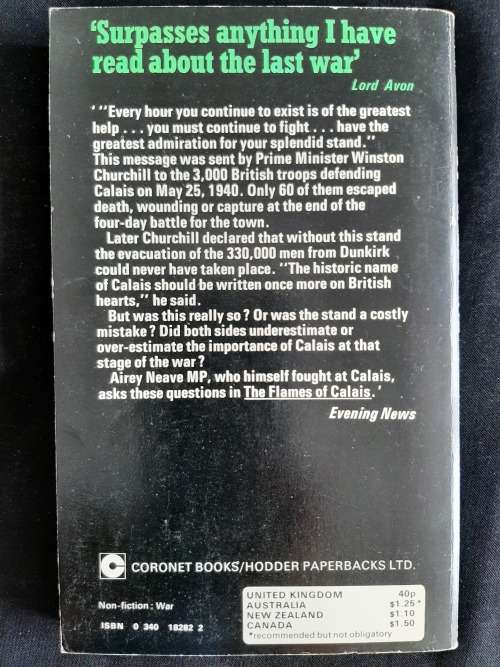 ‘Surpasses anything I have
read about the last war’
Lord Avon
‘ “Every hour you continue to exist is of the greatest
help . . . you must continue to fight . . . have the
greatest admiration for your splendid stand.”
This message was sent by Prime Minister Winston
Churchill to the 3,000 British troops defending
Calais on May 25, 1940. Only 60 of them escaped
death, wounding or capture at the end of the
four-day battle for the town.
Later Churchill declared that without this stand
the evacuation of the 330,000 men from Dunkirk
could never have taken place. “The historic name
of Calais should be written once more on British
hearts,” he said.
But was this really so? Or was the stand a costly
mistake? Did both sides underestimate or
over-estimate the importance of Calais at that
stage of the war?
Airey Neave MP, who himself fought at Calais,
asks these questions in The Flames of Calais.’
Evening News
CORONET BOOKS/HODDER PAPERBACKS LTD.
Non-fiction: War
ISBN 0 340 18282 2
UNITED KINGDOM 40p
AUSTRALIA $1.25*
NEW ZEALAND $1.10
CANADA $1.50
*recommended but not obligatory